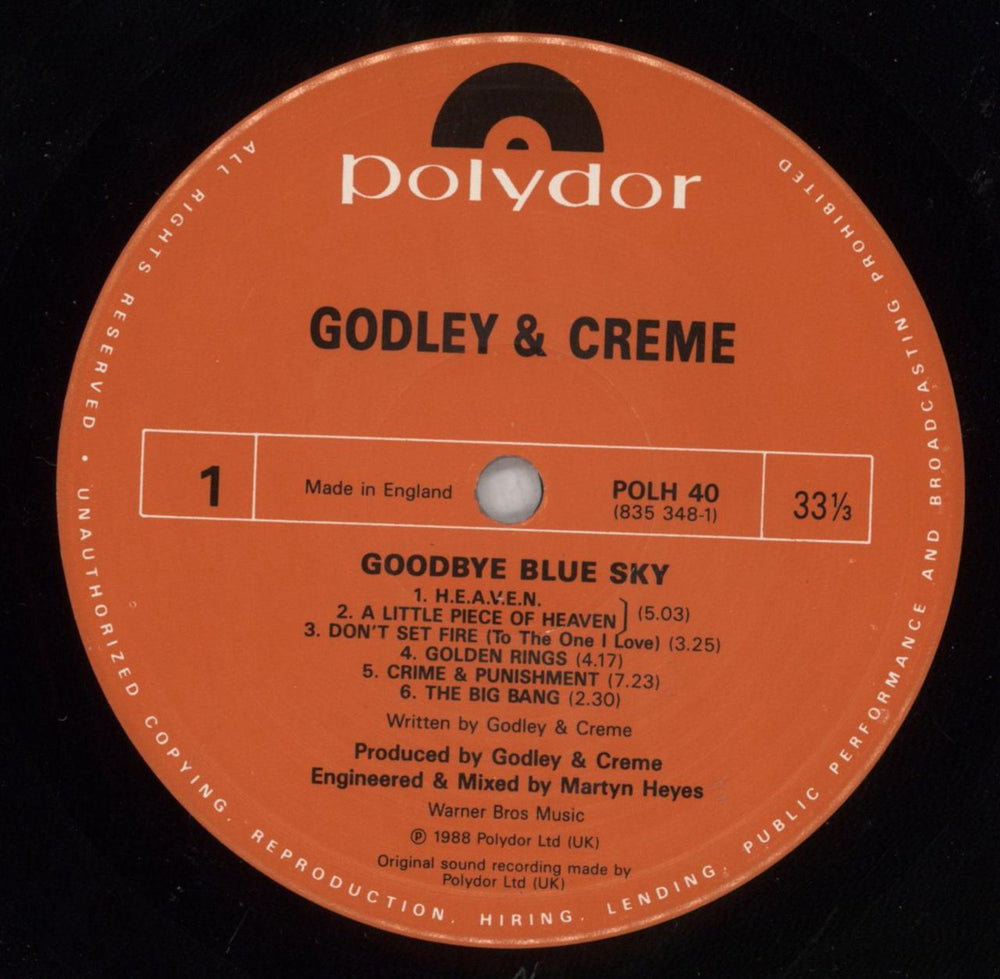 polydor
GODLEY & CREME
1
Made in England
POLH 40
(835 348-1)
33⅓
GOODBYE BLUE SKY
1. H.E.A.V.E.N.
2. A LITTLE PIECE OF HEAVEN } (5.03)
3. DON'T SET FIRE (To The One I Love) (3.25)
4. GOLDEN RINGS (4.17)
5. CRIME & PUNISHMENT (7.23)
6. THE BIG BANG (2.30)
Written by Godley & Creme
Produced by Godley & Creme
Engineered & Mixed by Martyn Heyes
Warner Bros Music
℗ 1988 Polydor Ltd (UK)
Original sound recording made by
Polydor Ltd (UK)
ALL RIGHTS RESERVED • UNAUTHORIZED COPYING. REPRODUCTION. HIRING. LENDING. PUBLIC PERFORMANCE AND BROADCASTING PROHIBITED